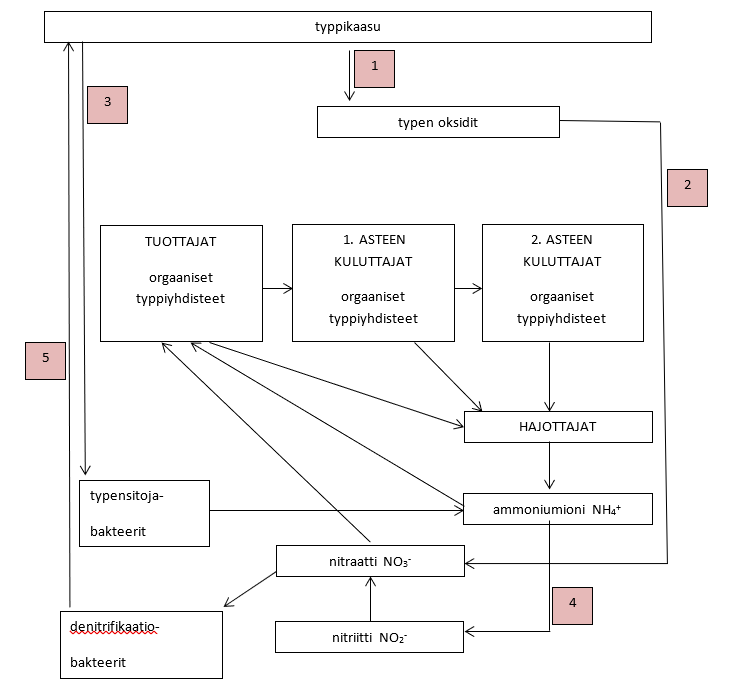 typpikaasu
1
3
typen oksidit
2
TUOTTAJAT
orgaaniset
typpiyhdisteet
1. ASTEEN
KULUTTAJAT
orgaaniset
typpiyhdisteet
2. ASTEEN
KULUTTAJAT
orgaaniset
typpiyhdisteet
5
HAJOTTAJAT
typensitoja-
bakteerit
ammoniumioni NH₄⁺
nitraatti NO₃⁻
4
denitrifikaatio-
bakteerit
nitriitti NO₂⁻